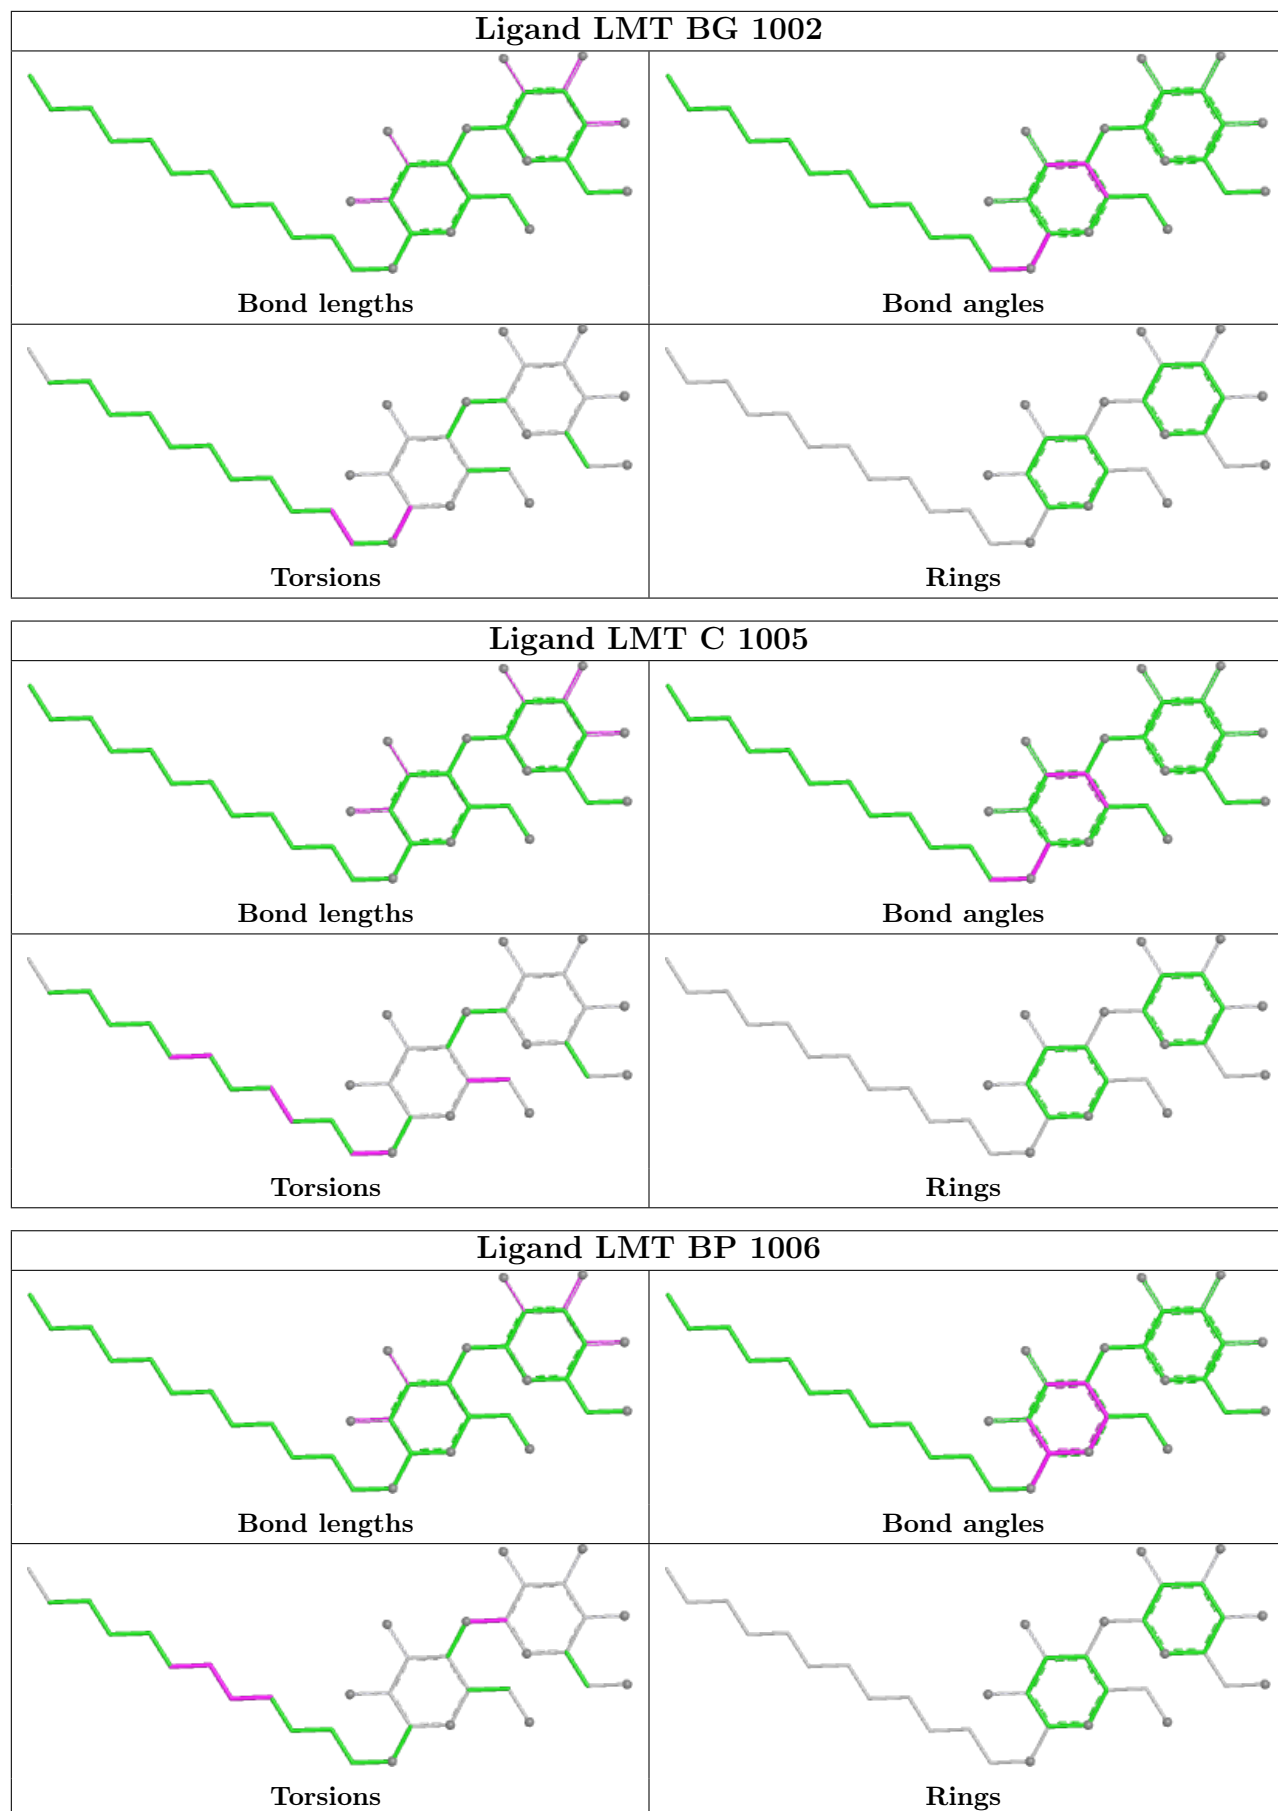 Ligand LMT BG 1002
Bond lengths
Bond angles
Torsions
Rings
Ligand LMT C 1005
Bond lengths
Bond angles
Torsions
Rings
Ligand LMT BP 1006
Bond lengths
Bond angles
Torsions
Rings